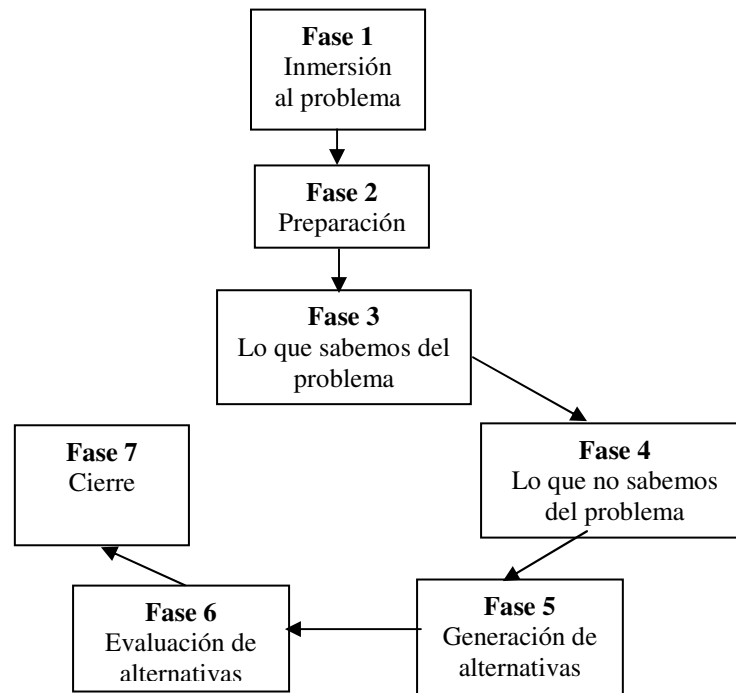 Fase 1
Inmersión
al problema
Fase 2
Preparación
Fase 3
Lo que sabemos del
problema
Fase 4
Lo que no sabemos
del problema
Fase 5
Generación de
alternativas
Fase 6
Evaluación de
alternativas
Fase 7
Cierre